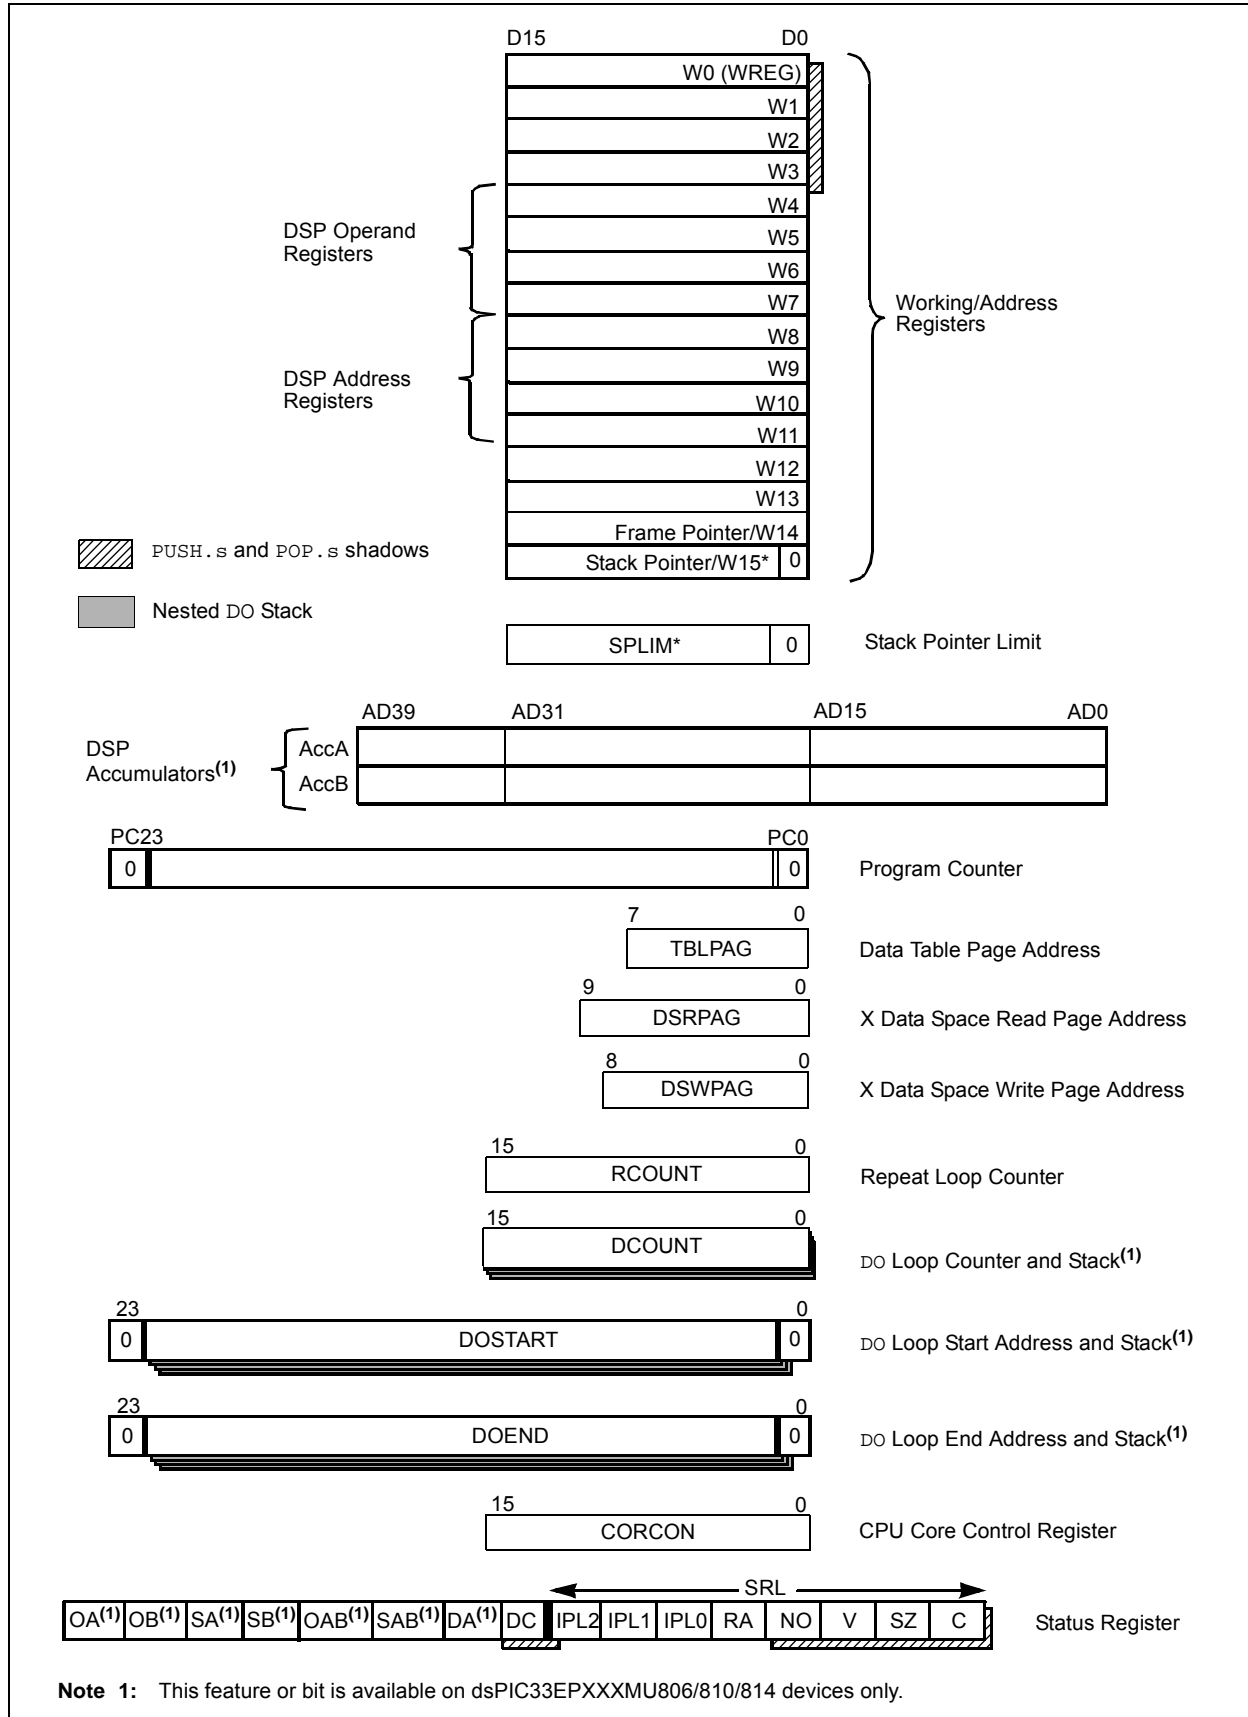 D15 D0
W0 (WREG)
W1
W2
W3
W4
DSP Operand
Registers
W5
W6
W7
Working/Address
Registers
W8
DSP Address
Registers
W9
W10
W11
W12
W13
Frame Pointer/W14
PUSH.s and POP.s shadows
Stack Pointer/W15* 0
Nested DO Stack
SPLIM* 0 Stack Pointer Limit
AD39 AD31 AD15 AD0
DSP
Accumulators(1)
AccA
AccB
PC23 PC0
0 0 Program Counter
7 0
TBLPAG Data Table Page Address
9 0
DSRPAG X Data Space Read Page Address
8 0
DSWPAG X Data Space Write Page Address
15 0
RCOUNT Repeat Loop Counter
15 0
DCOUNT DO Loop Counter and Stack(1)
23 0
0 DOSTART 0 DO Loop Start Address and Stack(1)
23 0
0 DOEND 0 DO Loop End Address and Stack(1)
15 0
CORCON CPU Core Control Register
SRL
OA(1) OB(1) SA(1) SB(1) OAB(1) SAB(1) DA(1) DC IPL2 IPL1 IPL0 RA NO V SZ C Status Register
Note 1: This feature or bit is available on dsPIC33EPXXXMU806/810/814 devices only.